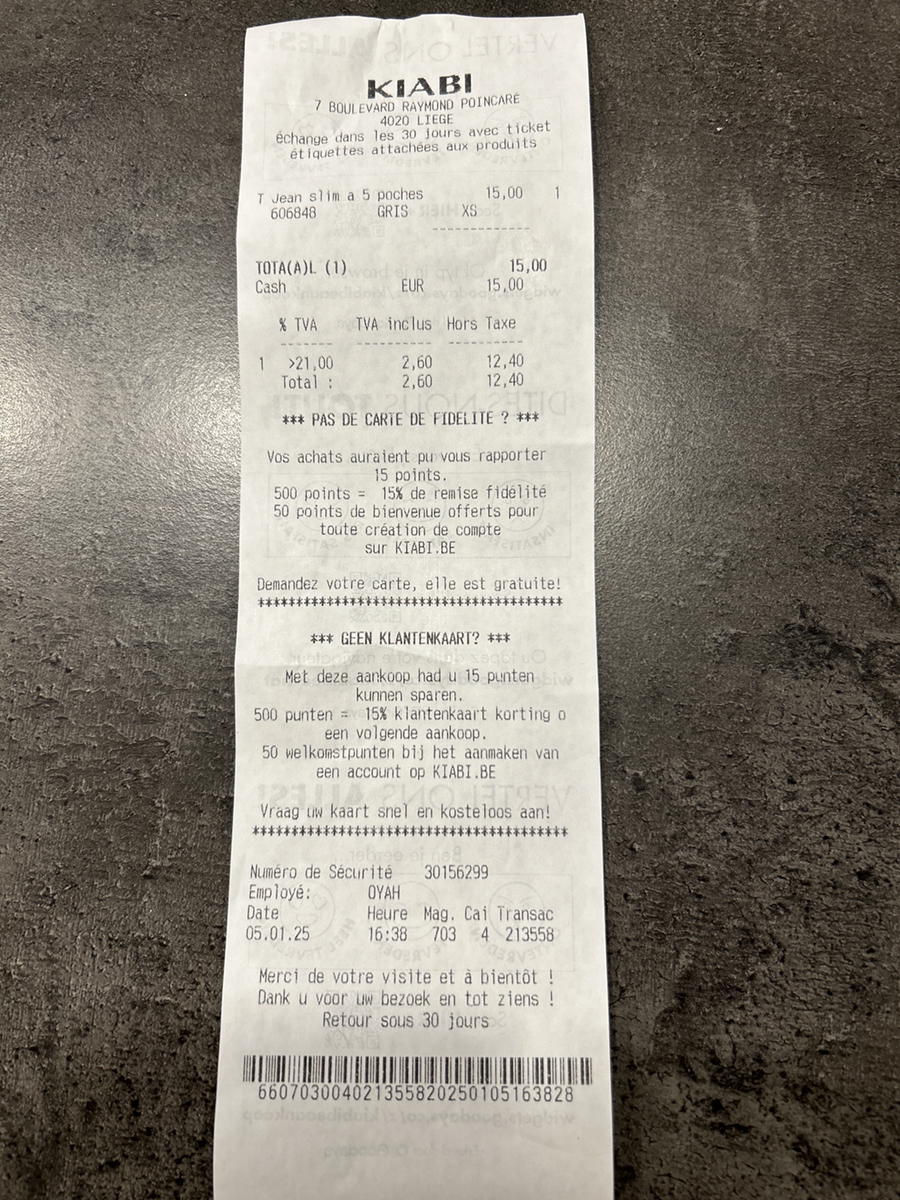 KIABI
7 BOULEVARD RAYMOND POINCARÉ
4020 LIEGE
échange dans les 30 jours avec ticket
étiquettes attachées aux produits
T Jean slim a 5 poches 15,00 1
606848 GRIS XS
-------------
TOTA(A)L (1) 15,00
Cash EUR 15,00
% TVA TVA inclus Hors Taxe
------- ---------- ----------
1 >21,00 2,60 12,40
Total : 2,60 12,40
*** PAS DE CARTE DE FIDELITE ? ***
Vos achats auraient pu vous rapporter
15 points.
500 points = 15% de remise fidélité
50 points de bienvenue offerts pour
toute création de compte
sur KIABI.BE
Demandez votre carte, elle est gratuite!
****************************************
*** GEEN KLANTENKAART? ***
Met deze aankoop had u 15 punten
kunnen sparen.
500 punten = 15% klantenkaart korting o
een volgende aankoop.
50 welkomstpunten bij het aanmaken van
een account op KIABI.BE
Vraag uw kaart snel en kosteloos aan!
****************************************
Numéro de Sécurité 30156299
Employé: OYAH
Date Heure Mag. Cai Transac
05.01.25 16:38 703 4 213558
Merci de votre visite et à bientôt !
Dank u voor uw bezoek en tot ziens !
Retour sous 30 jours
660703004021355820250105163828